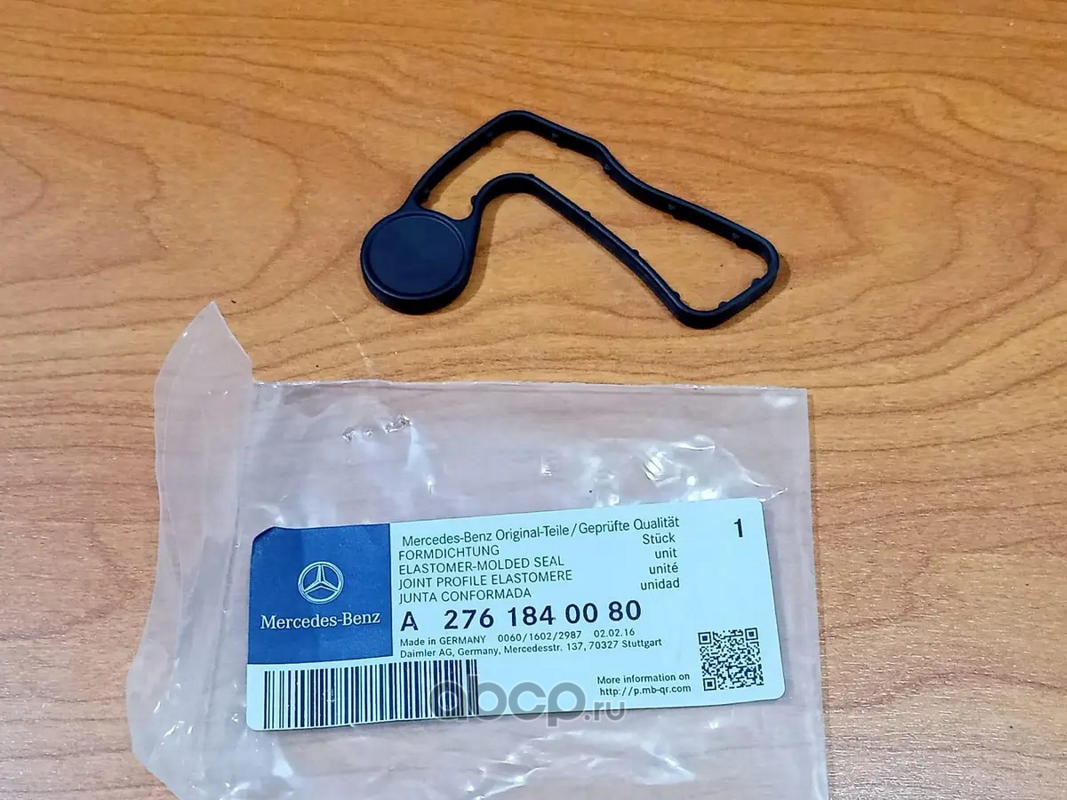 Mercedes-Benz Original-Teile/Geprüfte Qualität
1
FORMDICHTUNG Stück
ELASTOMER-MOLDED SEAL unit
JOINT PROFILE ELASTOMERE unité
JUNTA CONFORMADA unidad
Mercedes-Benz
A 276 184 00 80
Made in GERMANY 0060/1602/2987 02.02.16
Daimler AG, Germany, Mercedesstr. 137, 70327 Stuttgart
More information on
http://p.mb-qr.com
abcp.ru